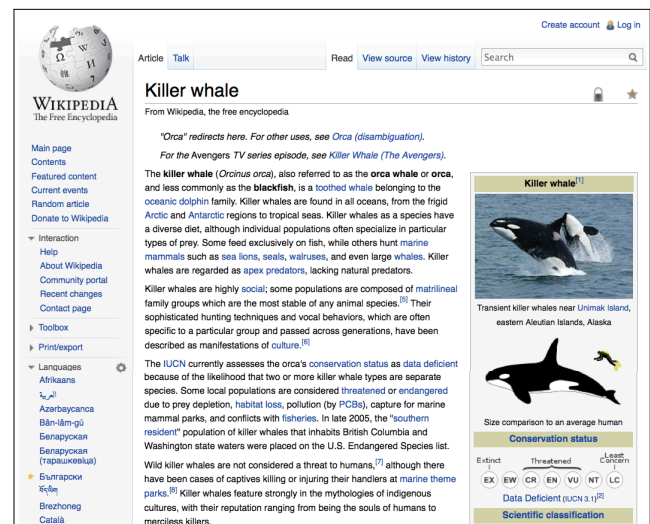 Create account Log in
Article Talk Read View source View history Search
WIKIPEDIA
The Free Encyclopedia
Main page
Contents
Featured content
Current events
Random article
Donate to Wikipedia
Interaction
Help
About Wikipedia
Community portal
Recent changes
Contact page
Toolbox
Print/export
Languages
Afrikaans
العربية
Azərbaycanca
Bân-lâm-gú
Беларуская
Беларуская
(тарашкевіца)
Български
Brezhoneg
Català
Killer whale
From Wikipedia, the free encyclopedia
"Orca" redirects here. For other uses, see Orca (disambiguation).
For the Avengers TV series episode, see Killer Whale (The Avengers).
The killer whale (Orcinus orca), also referred to as the orca whale or orca,
and less commonly as the blackfish, is a toothed whale belonging to the
oceanic dolphin family. Killer whales are found in all oceans, from the frigid
Arctic and Antarctic regions to tropical seas. Killer whales as a species have
a diverse diet, although individual populations often specialize in particular
types of prey. Some feed exclusively on fish, while others hunt marine
mammals such as sea lions, seals, walruses, and even large whales. Killer
whales are regarded as apex predators, lacking natural predators.
Killer whales are highly social; some populations are composed of matrilineal
family groups which are the most stable of any animal species.[5] Their
sophisticated hunting techniques and vocal behaviors, which are often
specific to a particular group and passed across generations, have been
described as manifestations of culture.[6]
The IUCN currently assesses the orca's conservation status as data deficient
because of the likelihood that two or more killer whale types are separate
species. Some local populations are considered threatened or endangered
due to prey depletion, habitat loss, pollution (by PCBs), capture for marine
mammal parks, and conflicts with fisheries. In late 2005, the "southern
resident" population of killer whales that inhabits British Columbia and
Washington state waters were placed on the U.S. Endangered Species list.
Wild killer whales are not considered a threat to humans,[7] although there
have been cases of captives killing or injuring their handlers at marine theme
parks.[8] Killer whales feature strongly in the mythologies of indigenous
cultures, with their reputation ranging from being the souls of humans to
merciless killers.
Killer whale[1]
Transient killer whales near Unimak Island,
eastern Aleutian Islands, Alaska
Size comparison to an average human
Conservation status
Extinct Threatened Least Concern
EX EW CR EN VU NT LC
Data Deficient (IUCN 3.1)[2]
Scientific classification